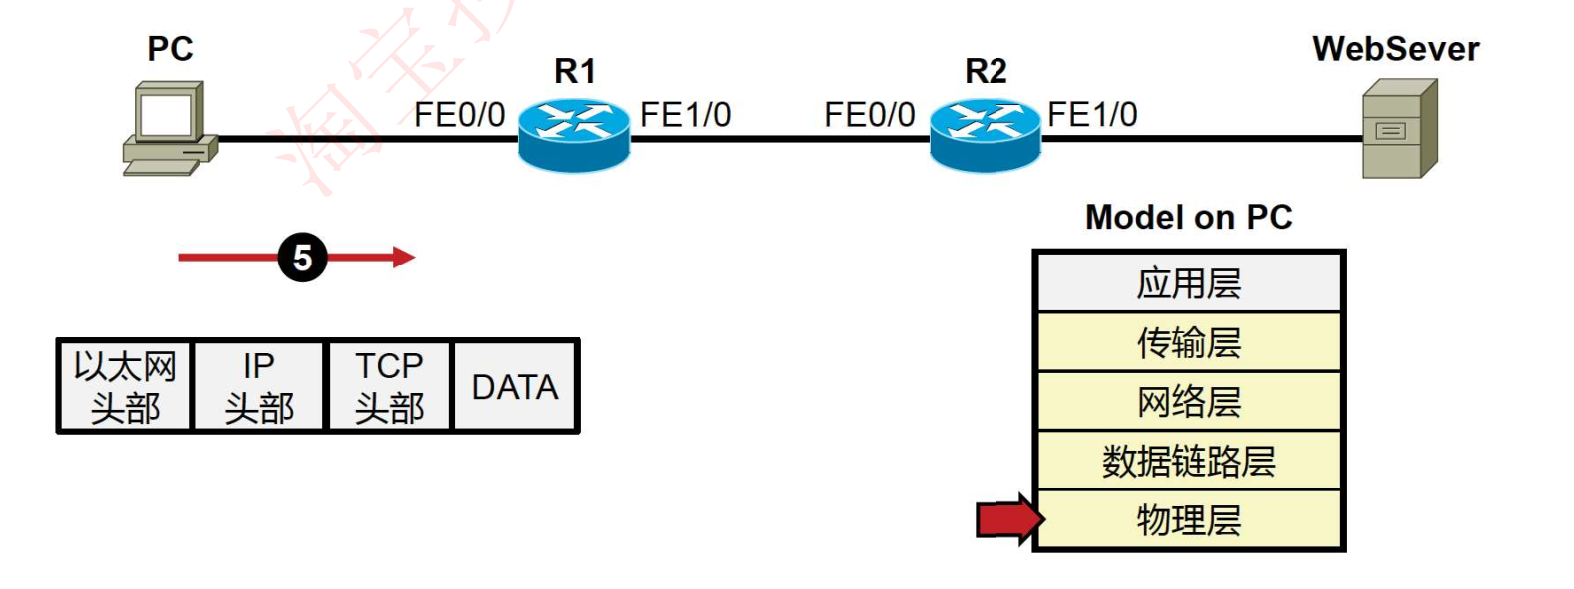 PC
R1
R2
WebSever
FE0/0
FE1/0
FE0/0
FE1/0
淘宝
Model on PC
5
应用层
传输层
网络层
数据链路层
物理层
以太网
头部
IP
头部
TCP
头部
DATA